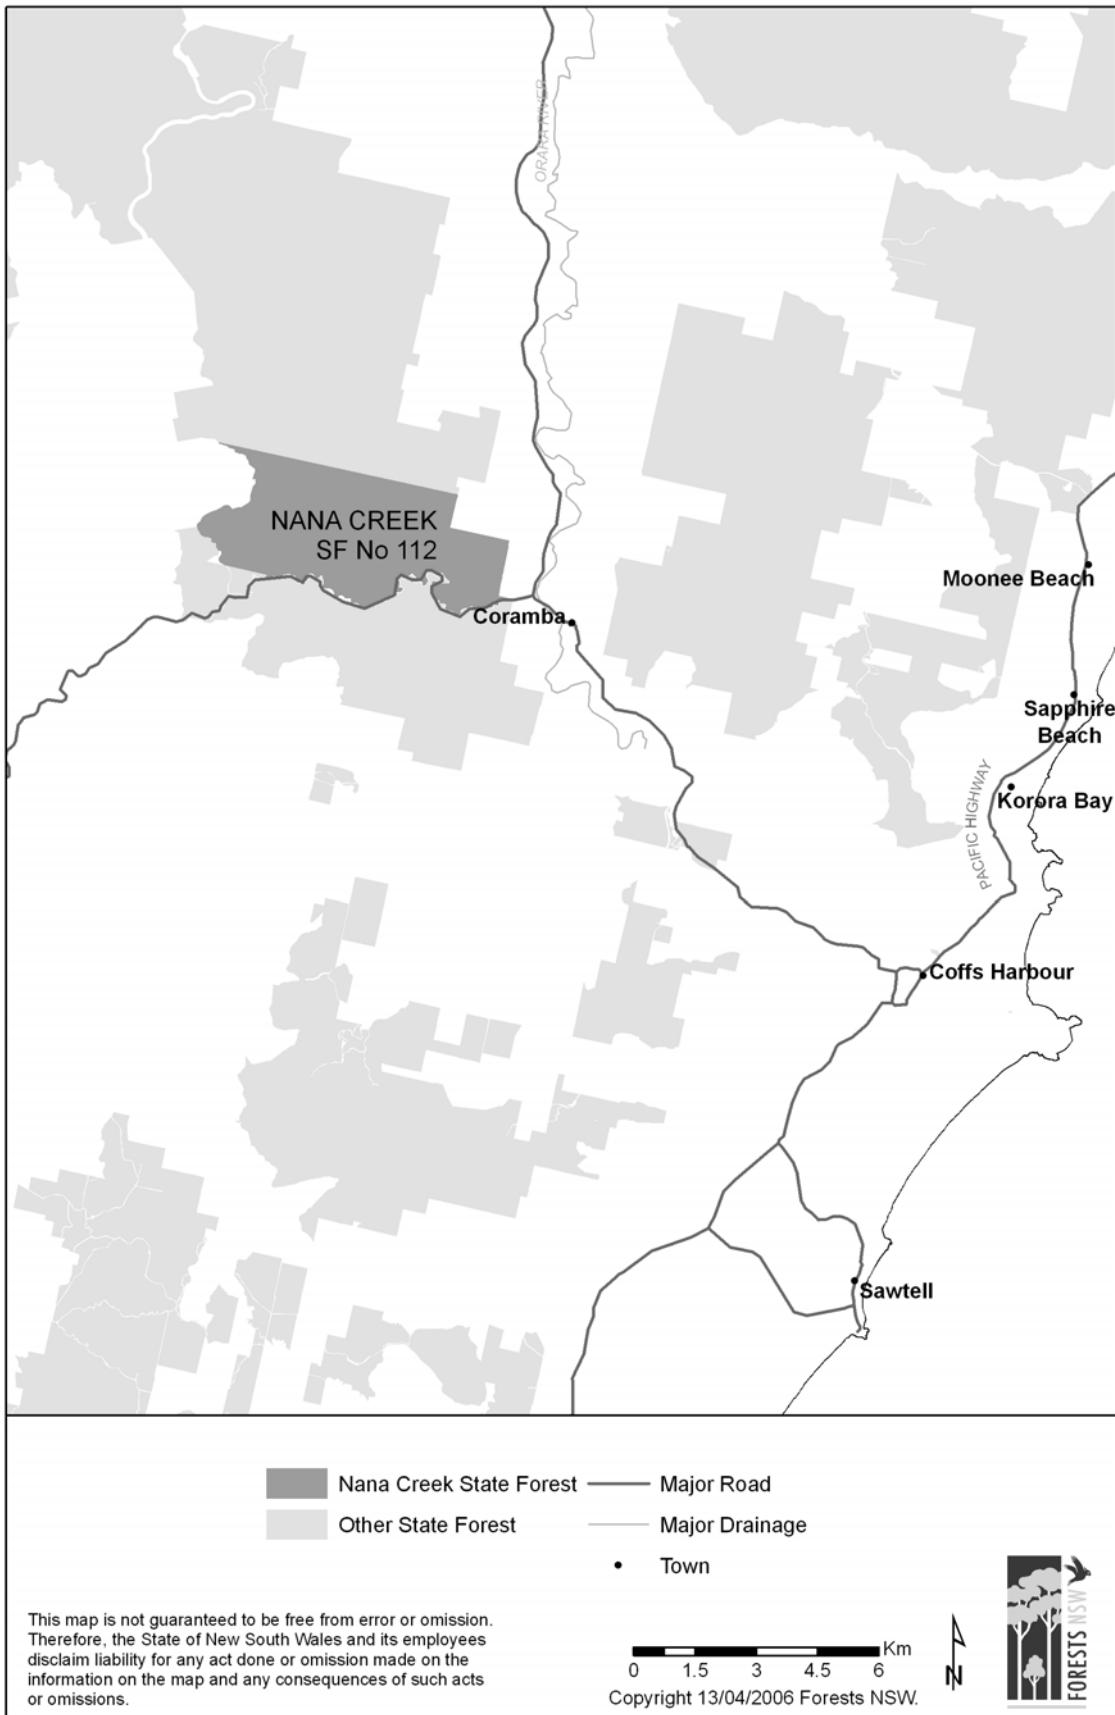 ORARA RIVER
NANA CREEK
SF No 112
Moonee Beach
Coramba
Sapphire
Beach
PACIFIC HIGHWAY
Korora Bay
Coffs Harbour
Sawtell
Nana Creek State Forest
Major Road
Other State Forest
Major Drainage
Town
This map is not guaranteed to be free from error or omission.
Therefore, the State of New South Wales and its employees
disclaim liability for any act done or omission made on the
information on the map and any consequences of such acts
or omissions.
Km
0 1.5 3 4.5 6
Copyright 13/04/2006 Forests NSW.
N
FORESTS NSW